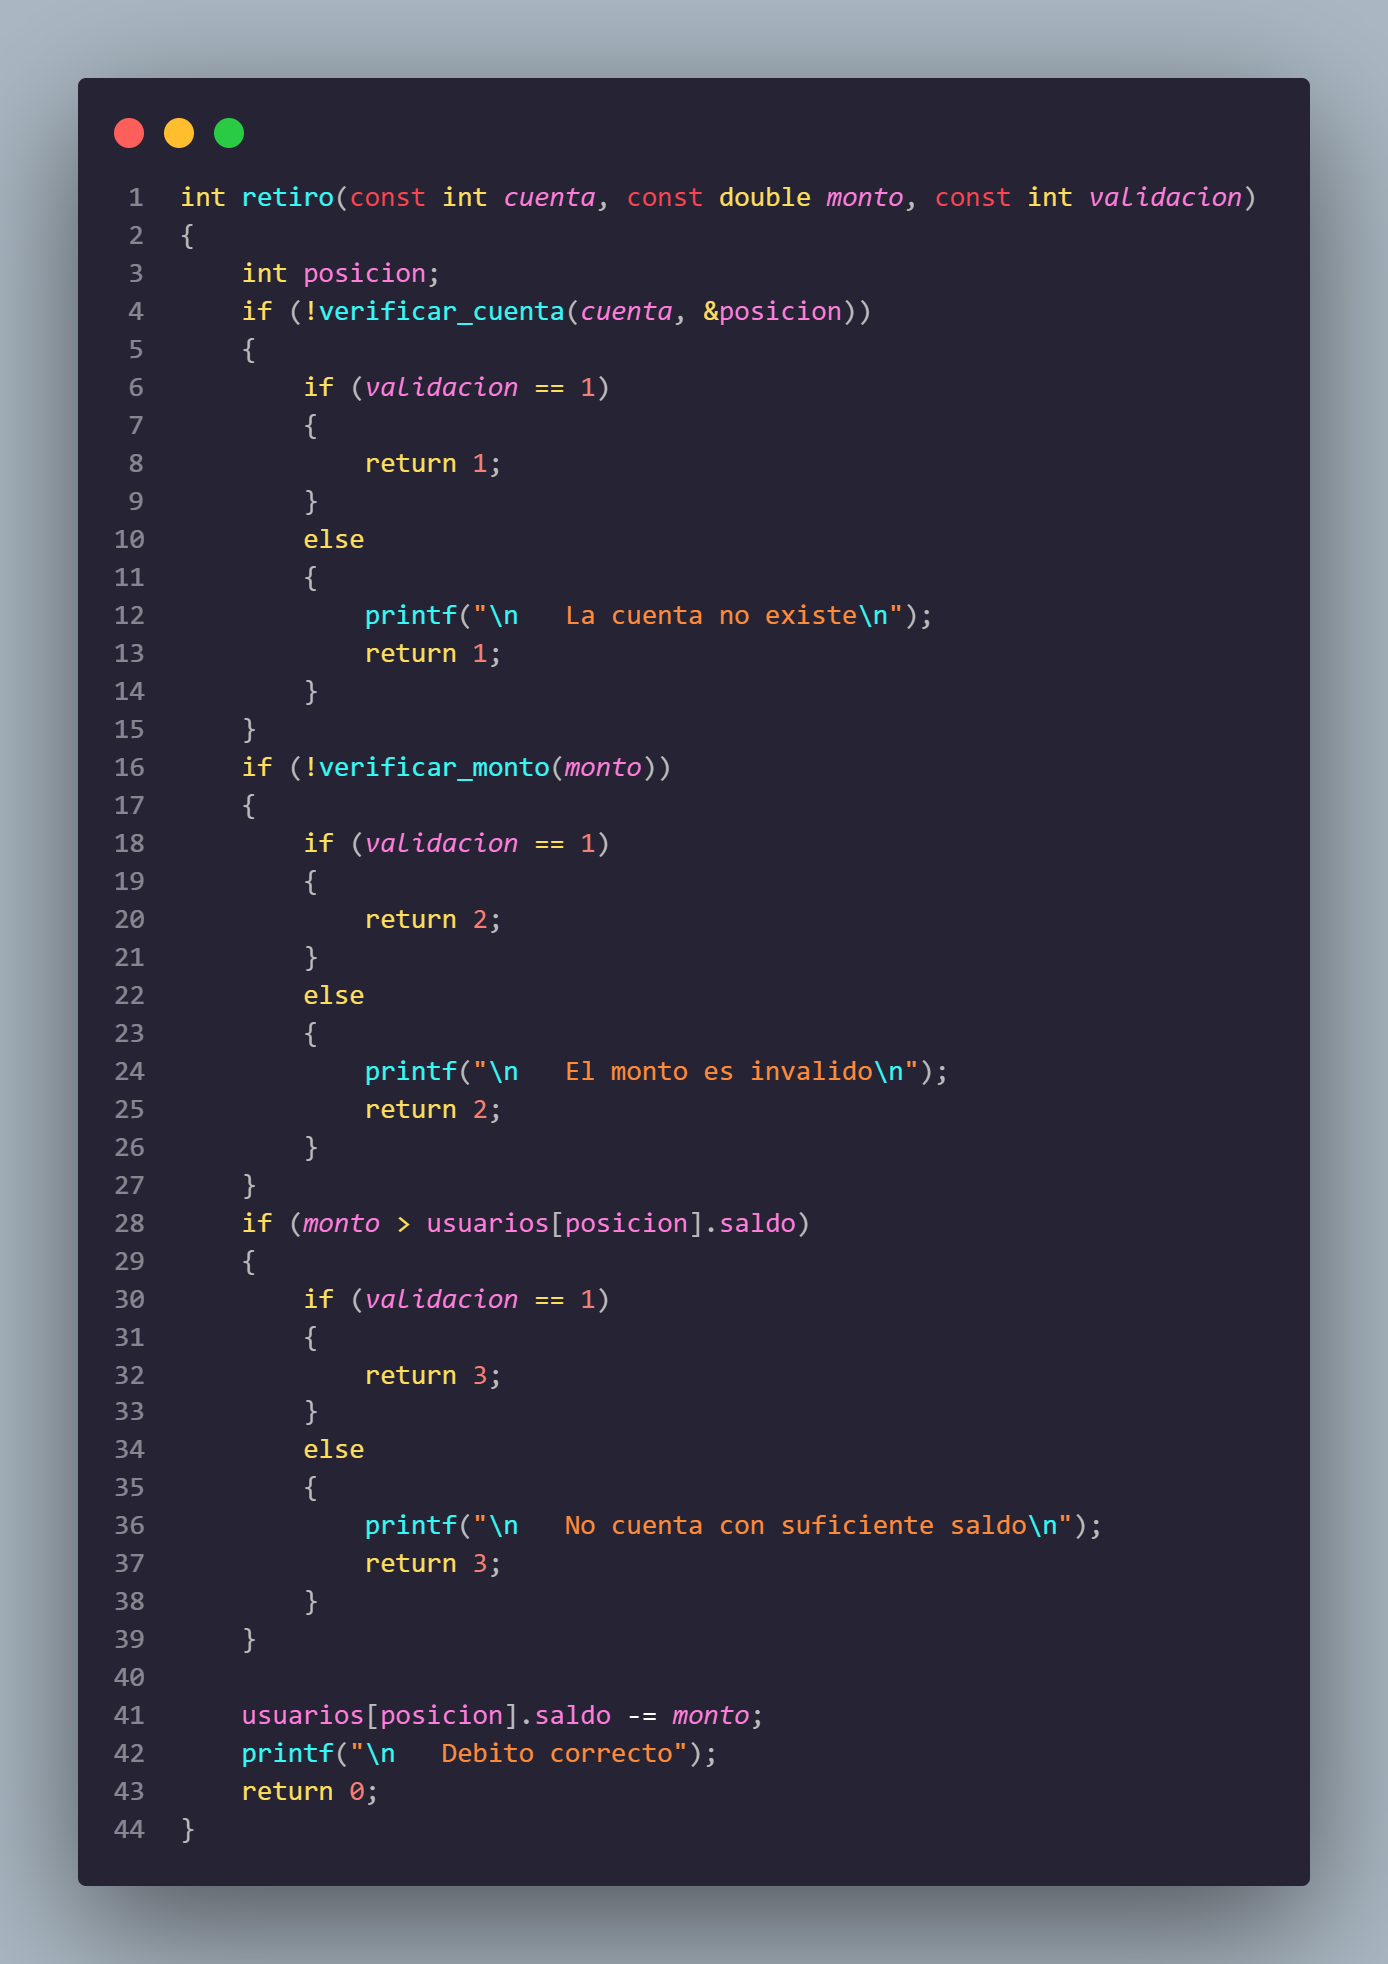 1 int retiro(const int cuenta, const double monto, const int validacion)
2 {
3     int posicion;
4     if (!verificar_cuenta(cuenta, &posicion))
5     {
6         if (validacion == 1)
7         {
8             return 1;
9         }
10         else
11         {
12             printf("\n   La cuenta no existe\n");
13             return 1;
14         }
15     }
16     if (!verificar_monto(monto))
17     {
18         if (validacion == 1)
19         {
20             return 2;
21         }
22         else
23         {
24             printf("\n   El monto es invalido\n");
25             return 2;
26         }
27     }
28     if (monto > usuarios[posicion].saldo)
29     {
30         if (validacion == 1)
31         {
32             return 3;
33         }
34         else
35         {
36             printf("\n   No cuenta con suficiente saldo\n");
37             return 3;
38         }
39     }
40
41     usuarios[posicion].saldo -= monto;
42     printf("\n   Debito correcto");
43     return 0;
44 }